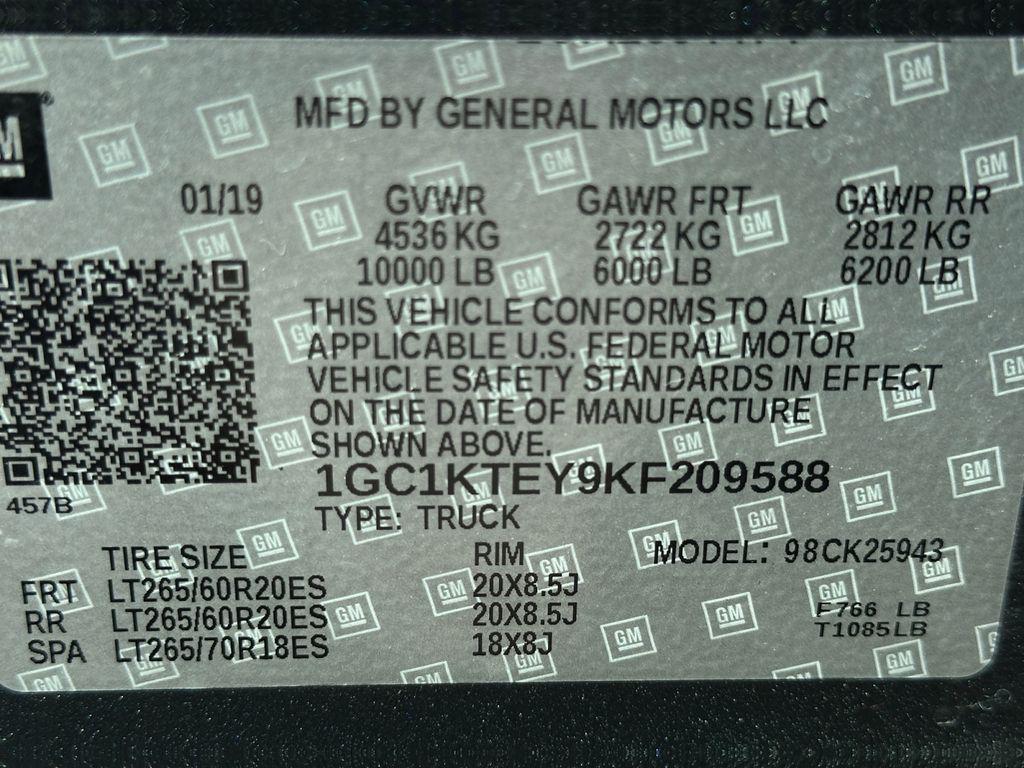 MFD BY GENERAL MOTORS LLC
01/19 GVWR GAWR FRT GAWR RR
4536 KG 2722 KG 2812 KG
10000 LB 6000 LB 6200 LB
THIS VEHICLE CONFORMS TO ALL
APPLICABLE U.S. FEDERAL MOTOR
VEHICLE SAFETY STANDARDS IN EFFECT
ON THE DATE OF MANUFACTURE
SHOWN ABOVE.
1GC1KTEY9KF209588
457B
TYPE: TRUCK
TIRE SIZE RIM MODEL: 98CK25943
FRT LT265/60R20ES 20X8.5J
RR LT265/60R20ES 20X8.5J
SPA LT265/70R18ES 18X8J
F766 LB
T1085LB
GM